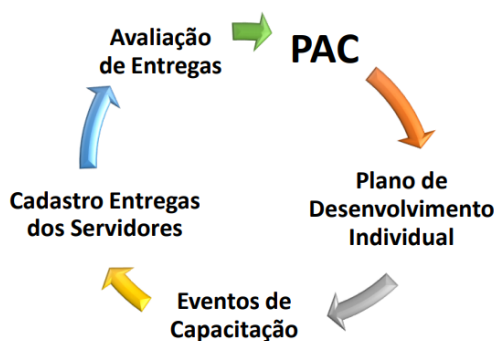 Avaliação
de Entregas
PAC
Plano de
Desenvolvimento
Individual
Eventos de
Capacitação
Cadastro Entregas
dos Servidores